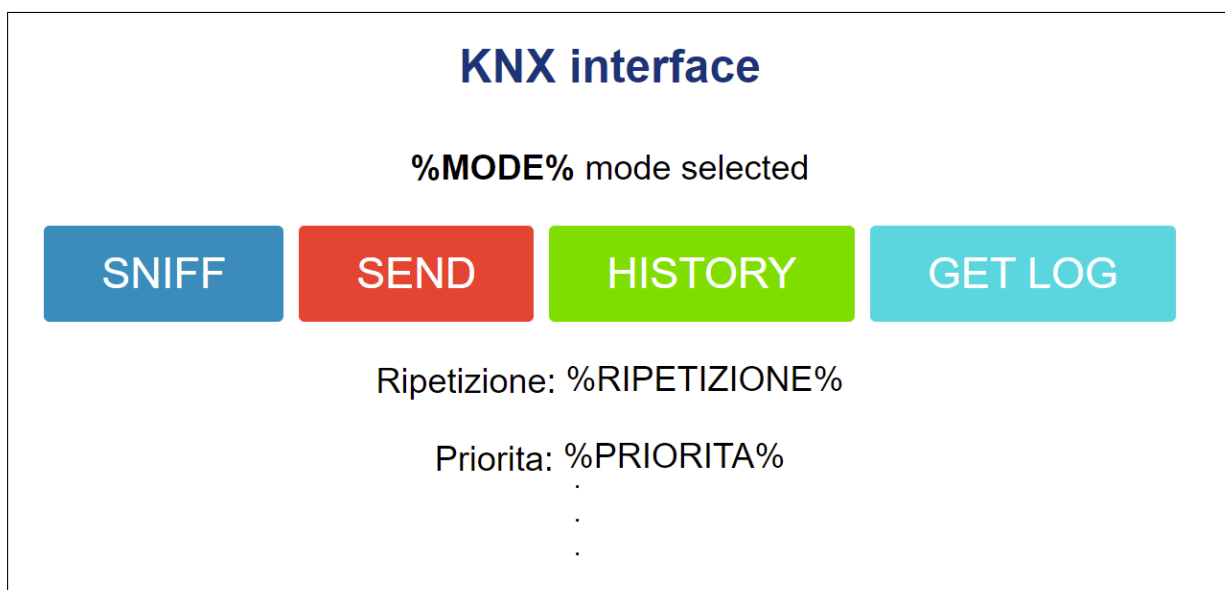 KNX interface
%MODE% mode selected
SNIFF SEND HISTORY GET LOG
Ripetizione: %RIPETIZIONE%
Priorita: %PRIORITA%
.
.
.